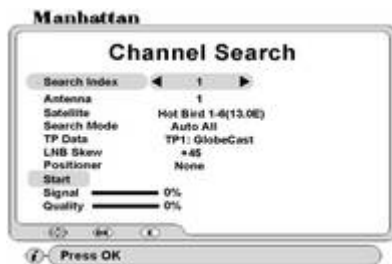 Manhattan
Channel Search
Search Index 1
Antenna 1
Satellite Hot Bird 1-6(13.0E)
Search Mode Auto All
TP Data TP1: GlobeCast
LNB Skew +45
Positioner None
Start
Signal 0%
Quality 0%
i Press OK